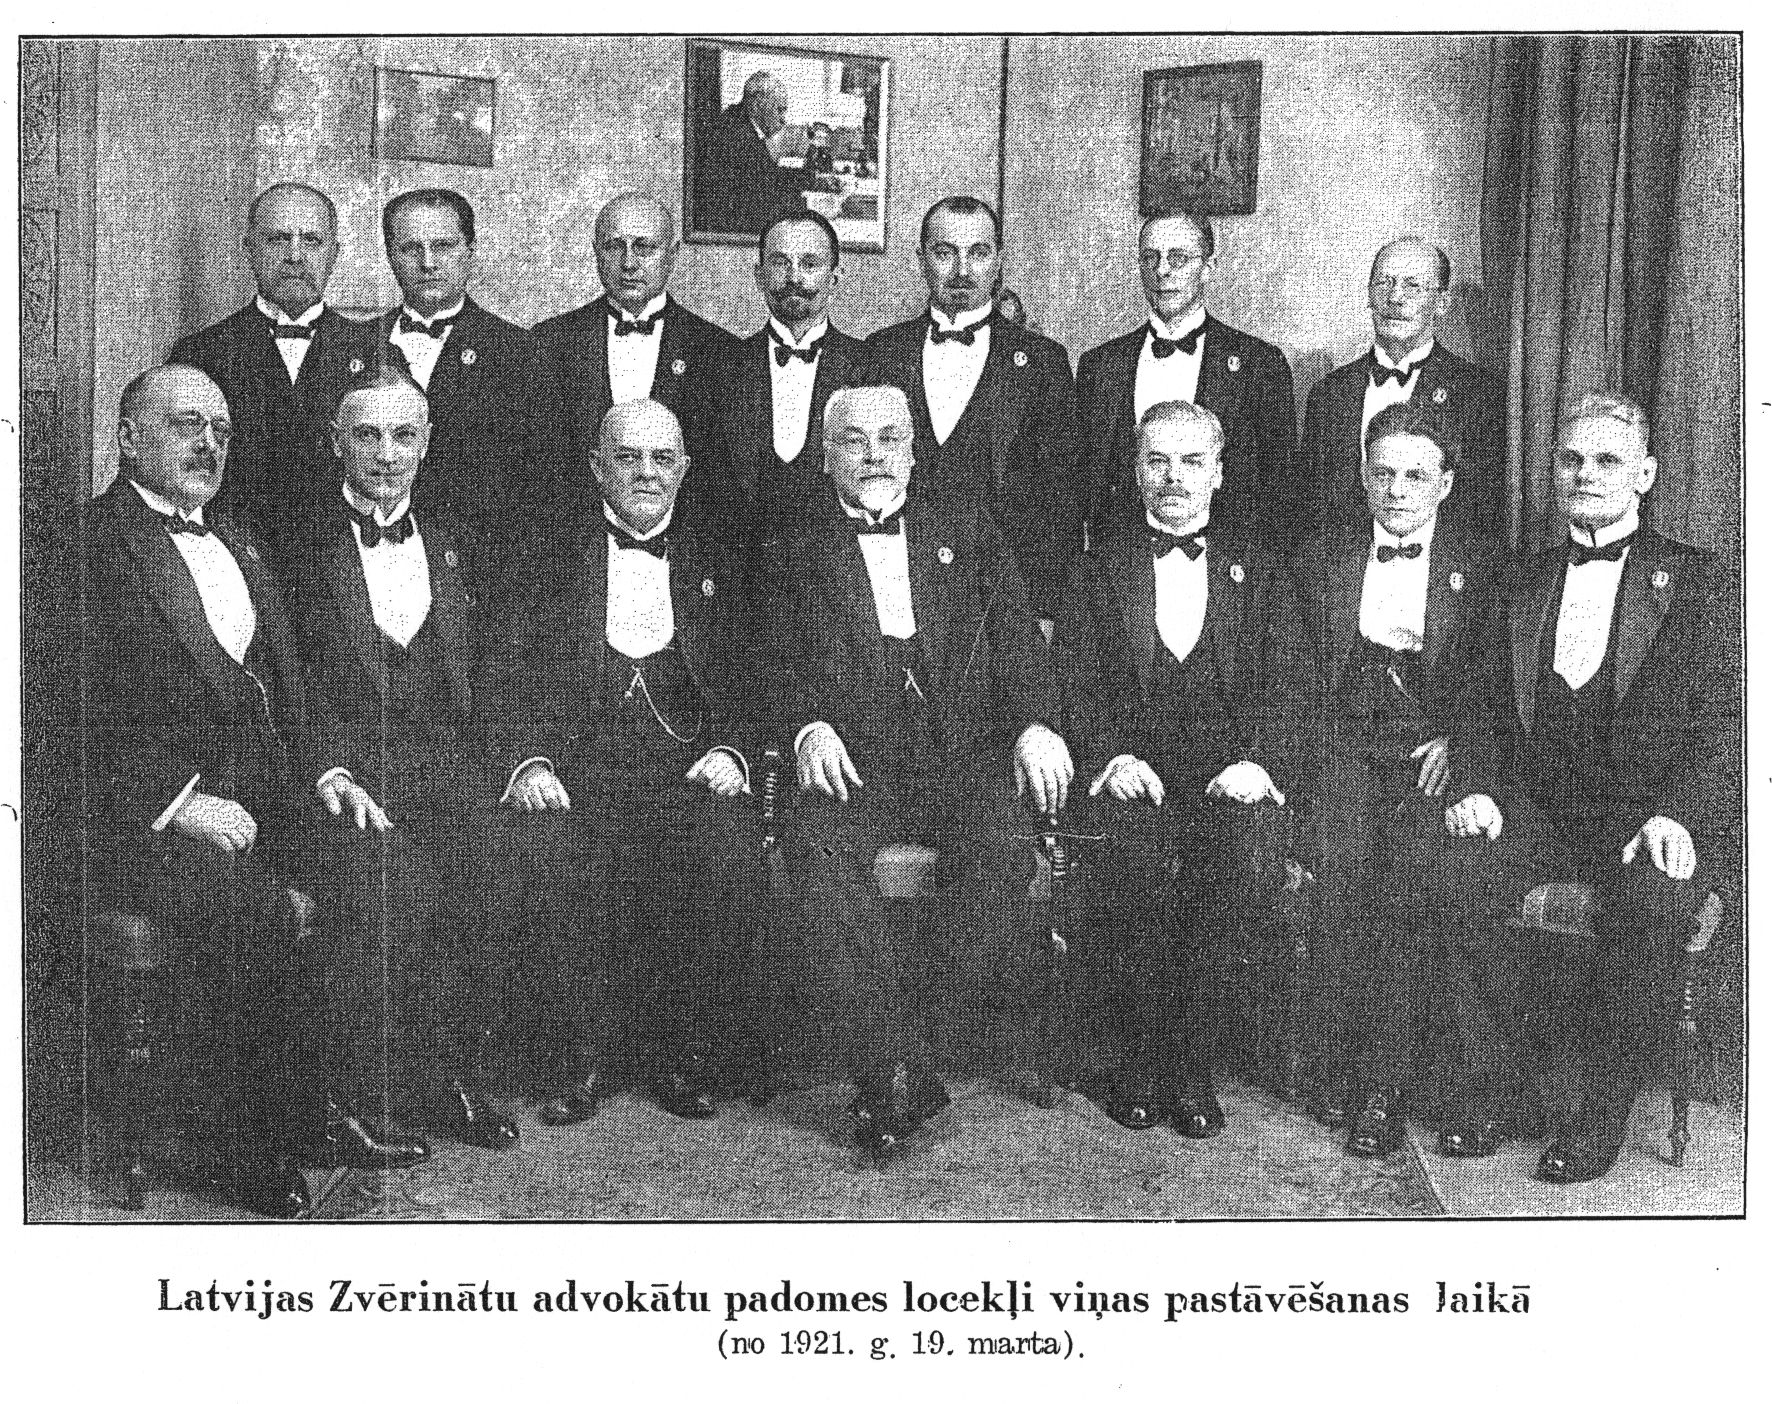 Latvijas Zvērinātu advokātu padomes locekļi viņas pastāvēšanas laikā
(no 1921. g. 19. marta).